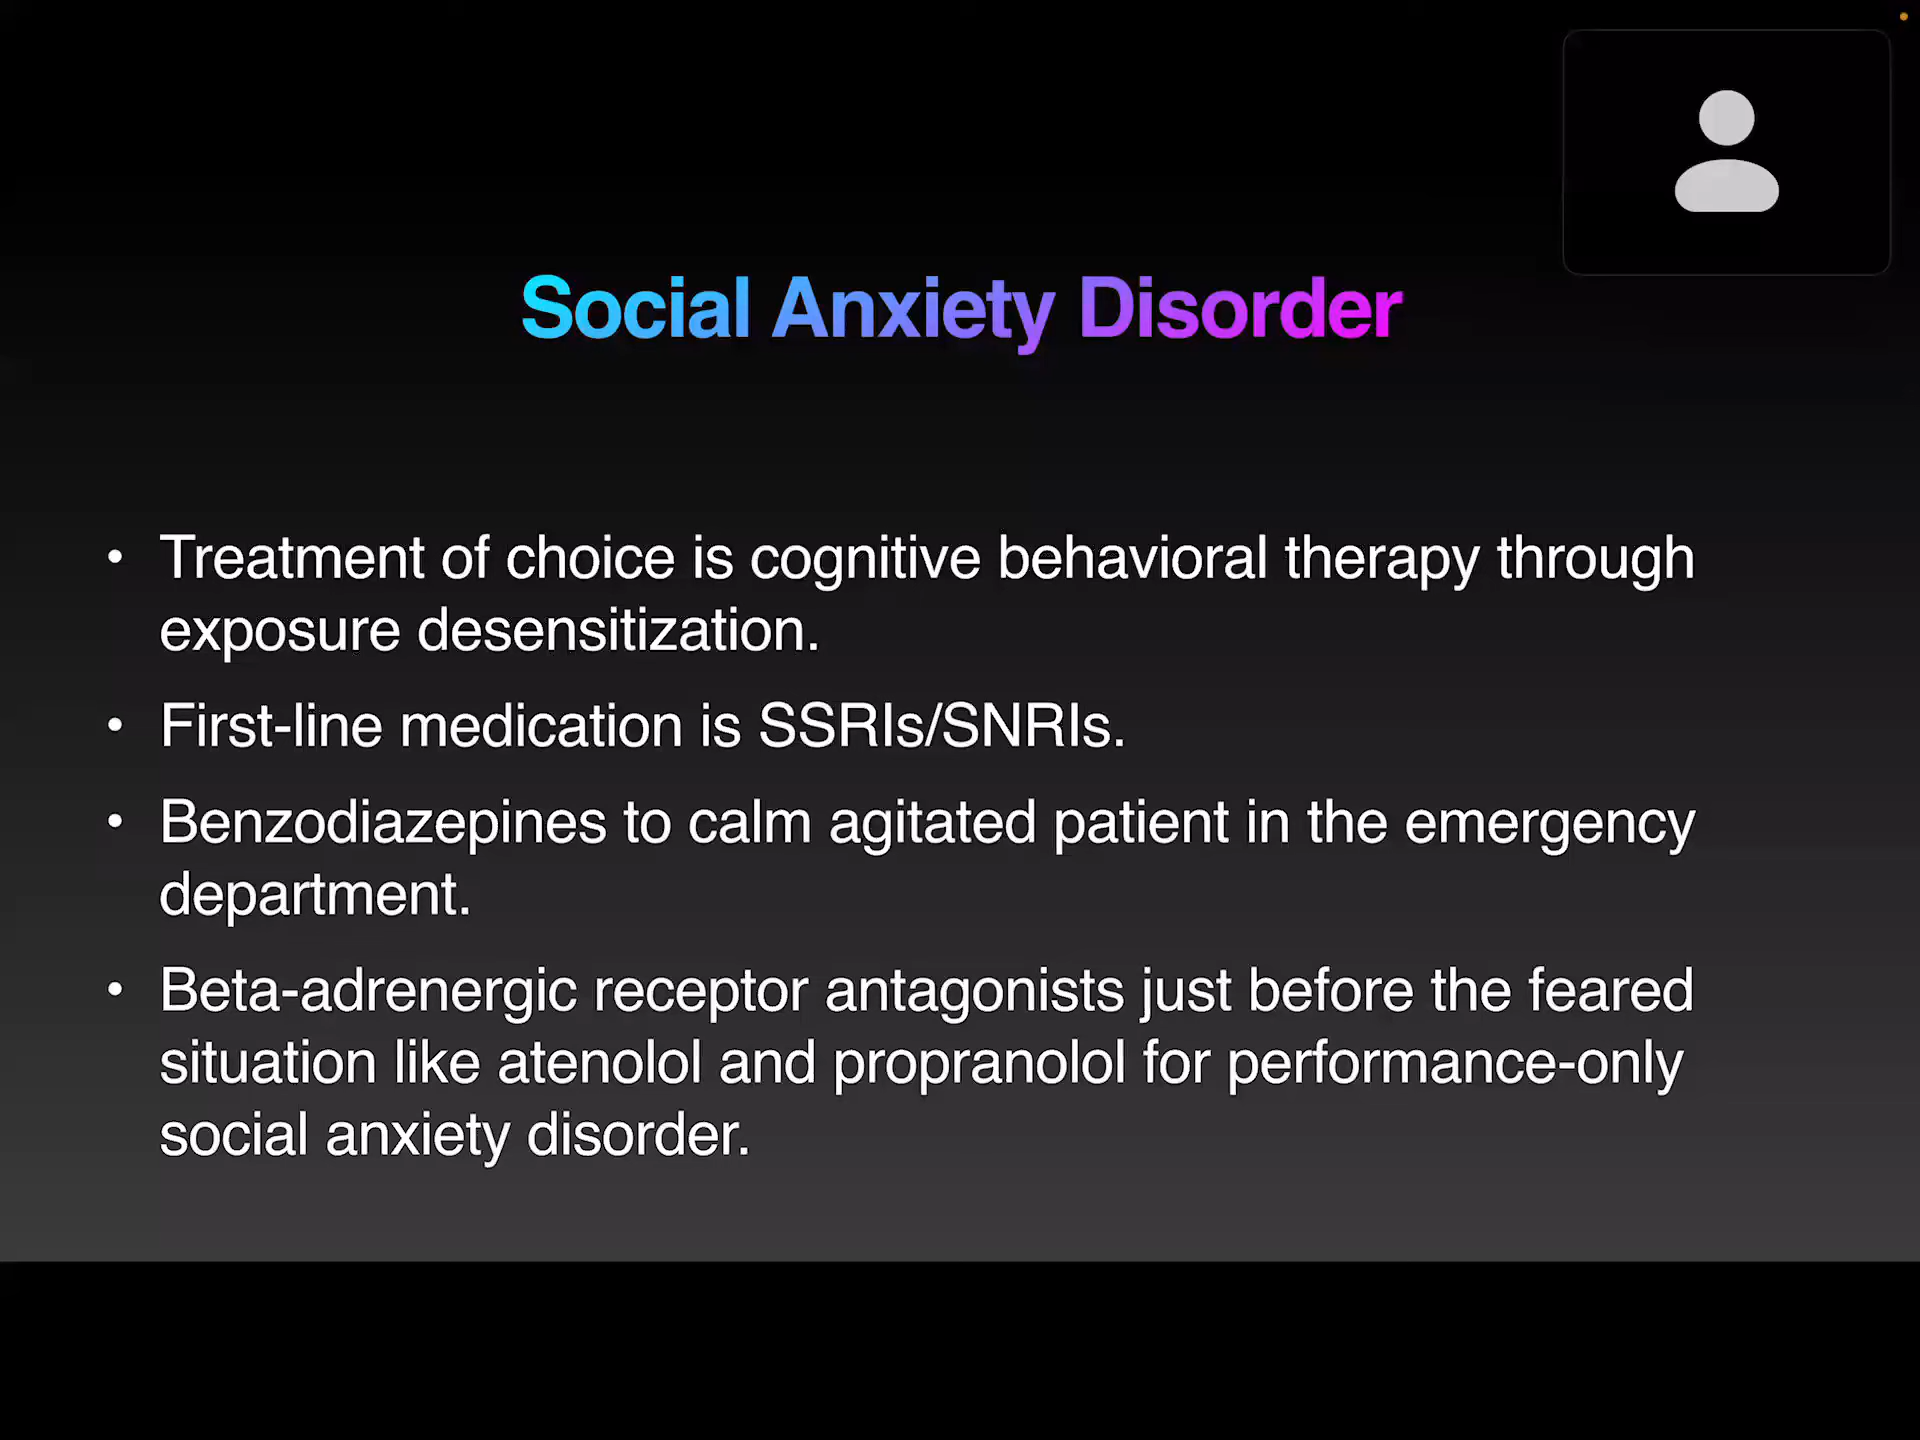 Social Anxiety Disorder
• Treatment of choice is cognitive behavioral therapy through
exposure desensitization.
• First-line medication is SSRIs/SNRIs.
• Benzodiazepines to calm agitated patient in the emergency
department.
• Beta-adrenergic receptor antagonists just before the feared
situation like atenolol and propranolol for performance-only
social anxiety disorder.